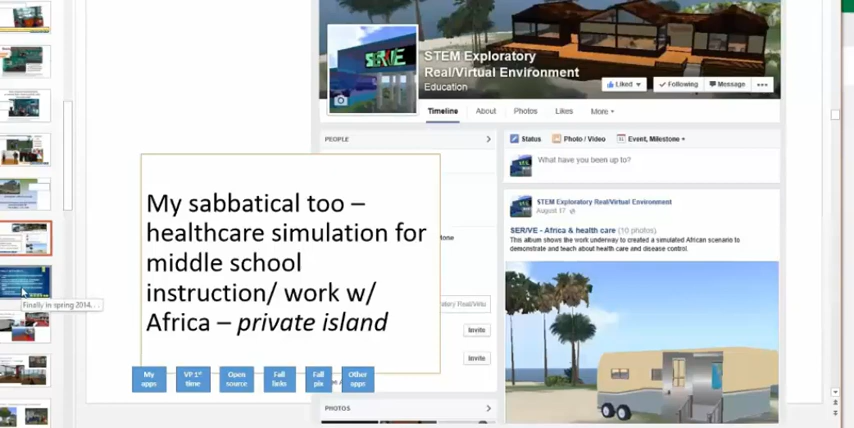 SERVE
STEM Exploratory
Real/Virtual Environment
Education
Liked
Following
Message
Timeline
About
Photos
Likes
More
PEOPLE
Status
Photo / Video
Event, Milestone +
What have you been up to?
My sabbatical too –
healthcare simulation for
middle school
instruction/ work w/
Africa – private island
STEM Exploratory Real/Virtual Environment
August 17
SER/VE - Africa & health care (10 photos)
This album shows the work underway to created a simulated African scenario to
demonstrate and teach about health care and disease control.
Finally in spring 2014, ...
Invite
Invite
My
apps
VP 1st
time
Open
source
Fall
links
Fall
pix
Other
apps
PHOTOS